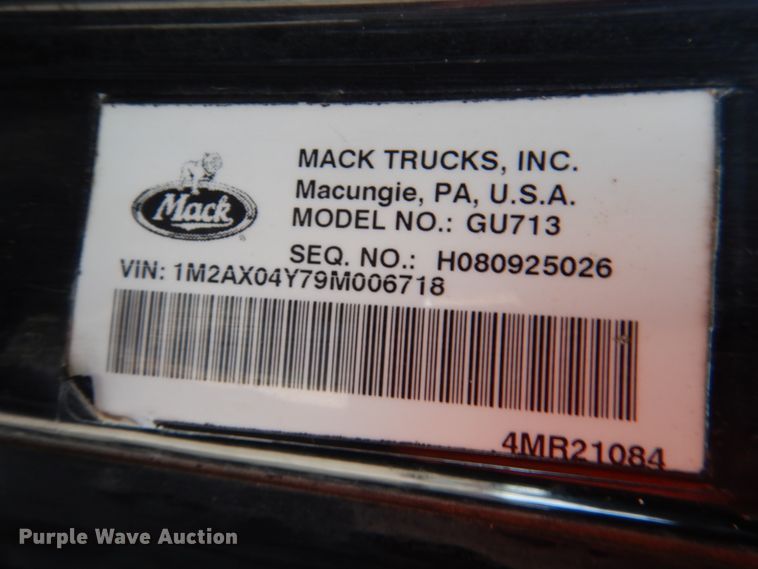 Mack
MACK TRUCKS, INC.
Macungie, PA, U.S.A.
MODEL NO.: GU713
SEQ. NO.: H080925026
VIN: 1M2AX04Y79M006718
4MR21084
Purple Wave Auction